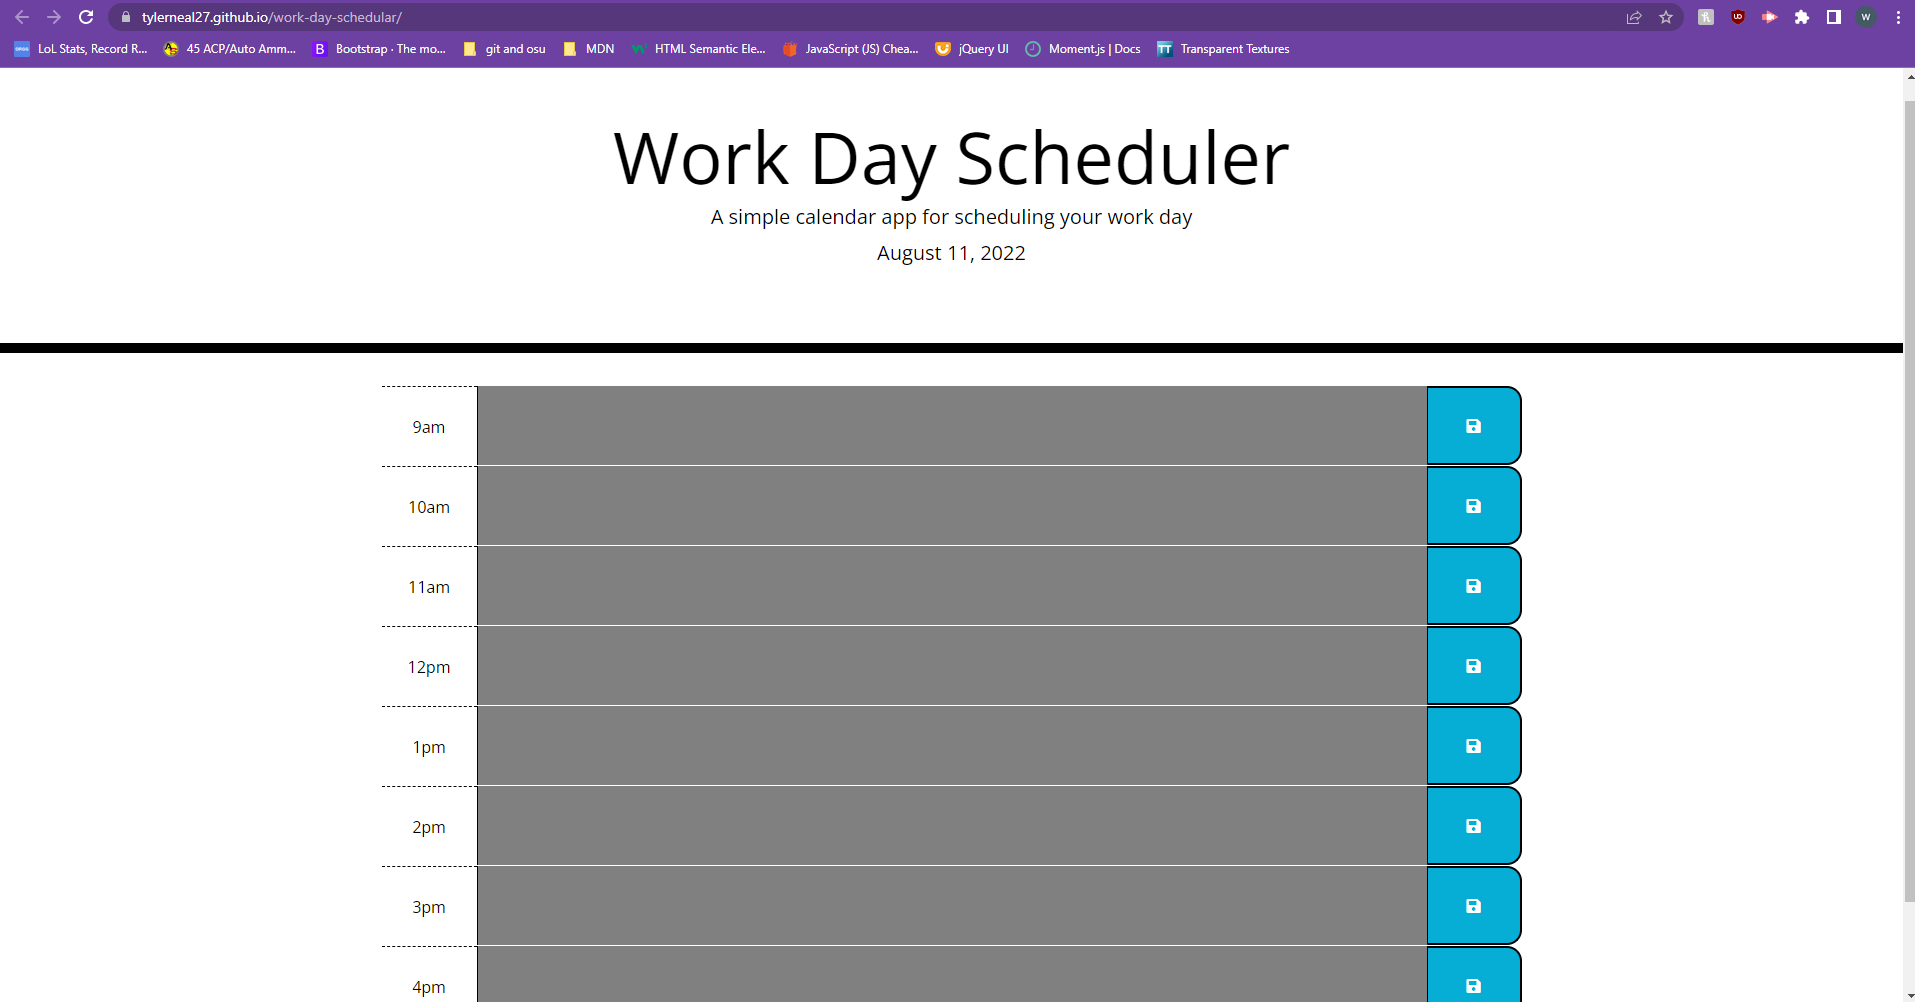 tylerneal27.github.io/work-day-schedular/
W
OPGG LoL Stats, Record R... 45 ACP/Auto Amm... B Bootstrap · The mo... git and osu MDN HTML Semantic Ele... JavaScript (JS) Chea... jQuery UI Moment.js | Docs TT Transparent Textures
Work Day Scheduler
A simple calendar app for scheduling your work day
August 11, 2022
9am
10am
11am
12pm
1pm
2pm
3pm
4pm